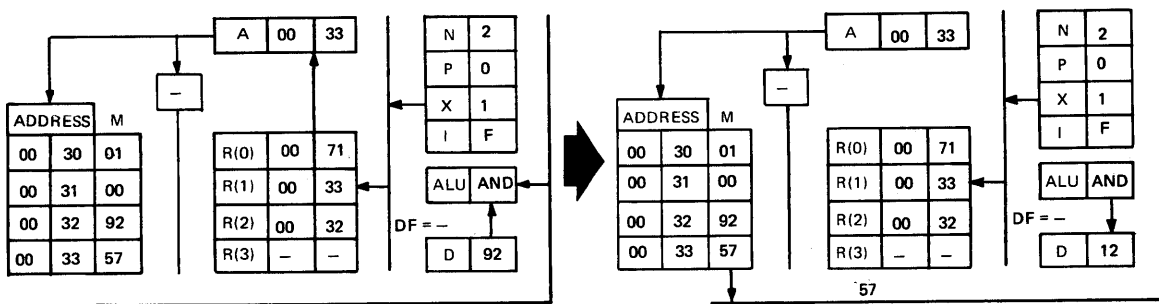 A 00 33
N 2
P 0
X 1
I F
–
ADDRESS M
00 30 01
00 31 00
00 32 92
00 33 57
R(0) 00 71
R(1) 00 33
R(2) 00 32
R(3) – –
ALU AND
DF = –
D 92
A 00 33
N 2
P 0
X 1
I F
–
ADDRESS M
00 30 01
00 31 00
00 32 92
00 33 57
R(0) 00 71
R(1) 00 33
R(2) 00 32
R(3) – –
ALU AND
DF = –
D 12
57